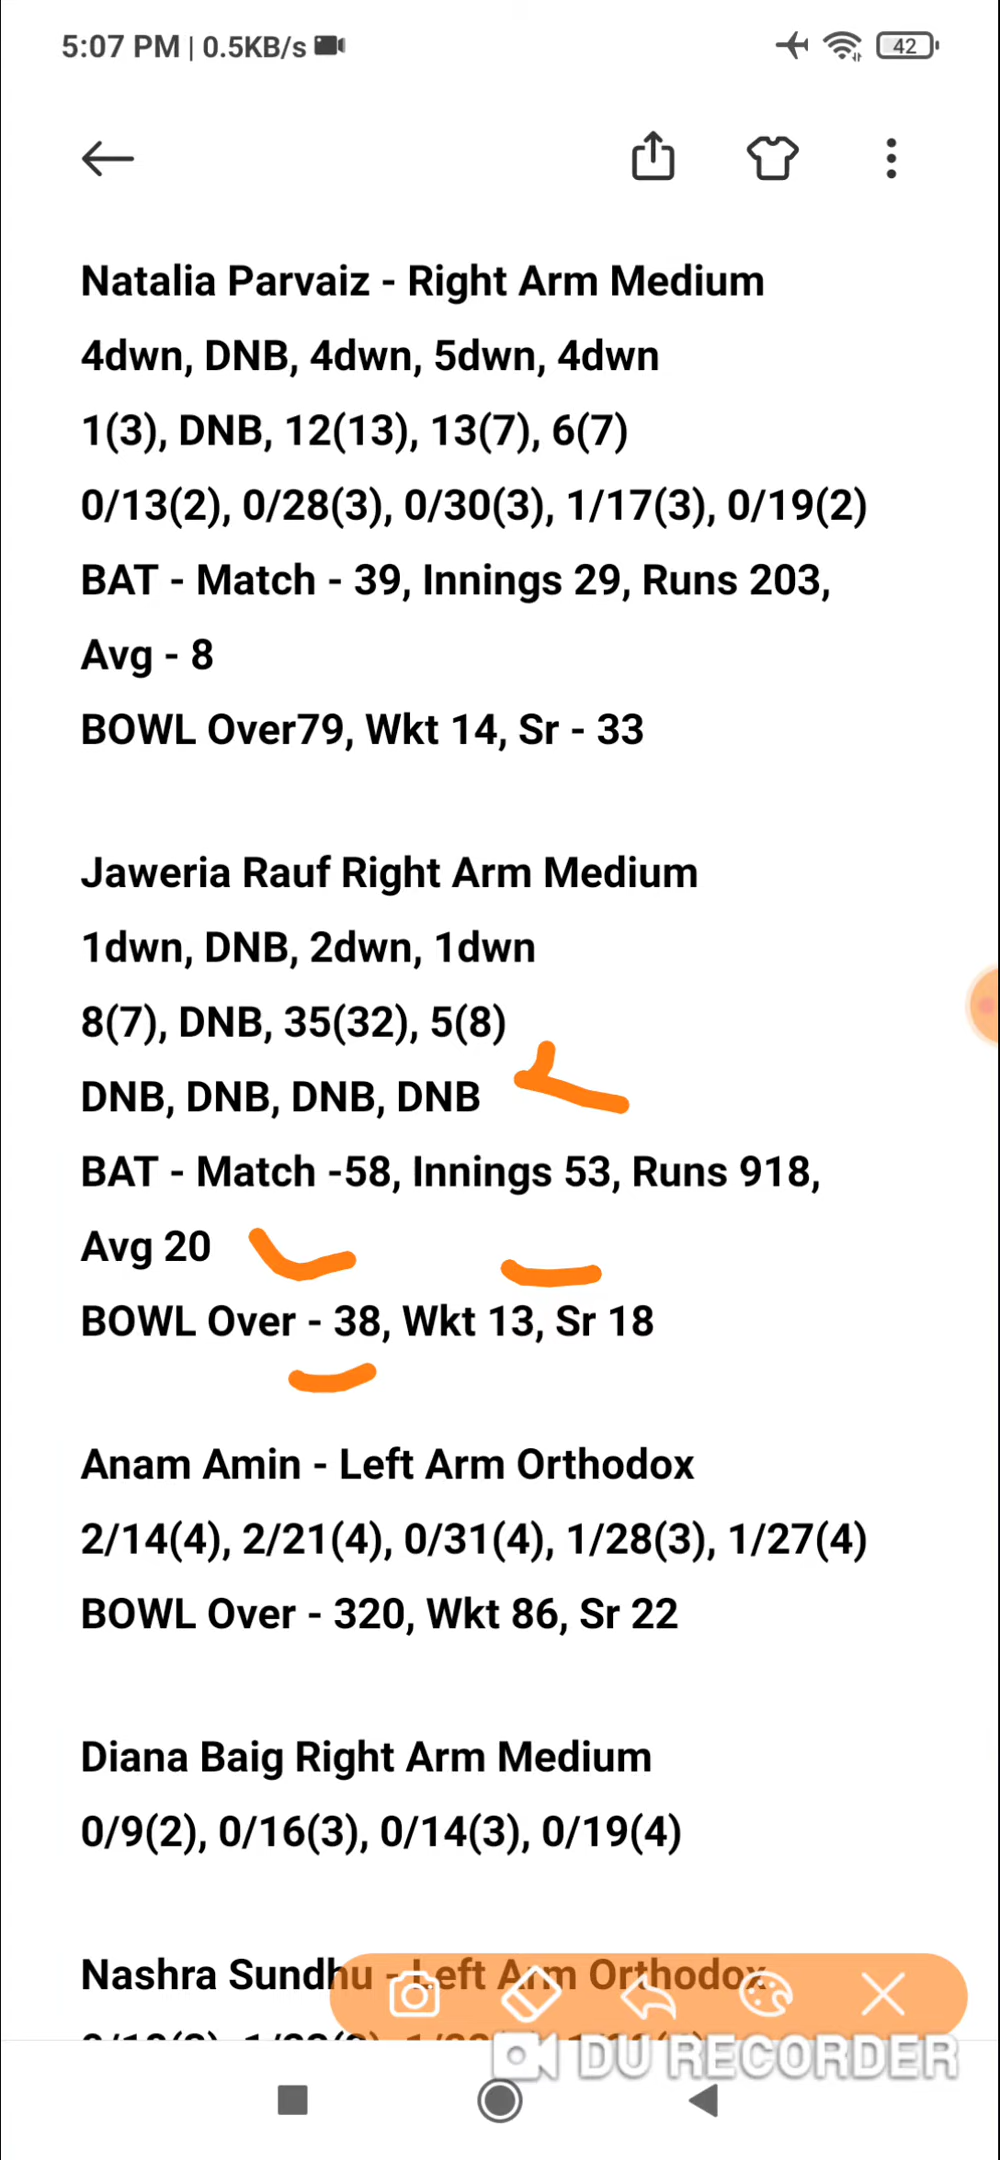 5:07 PM | 0.5KB/s
42
Natalia Parvaiz - Right Arm Medium
4dwn, DNB, 4dwn, 5dwn, 4dwn
1(3), DNB, 12(13), 13(7), 6(7)
0/13(2), 0/28(3), 0/30(3), 1/17(3), 0/19(2)
BAT - Match - 39, Innings 29, Runs 203,
Avg - 8
BOWL Over79, Wkt 14, Sr - 33
Jaweria Rauf Right Arm Medium
1dwn, DNB, 2dwn, 1dwn
8(7), DNB, 35(32), 5(8)
DNB, DNB, DNB, DNB
BAT - Match -58, Innings 53, Runs 918,
Avg 20
BOWL Over - 38, Wkt 13, Sr 18
Anam Amin - Left Arm Orthodox
2/14(4), 2/21(4), 0/31(4), 1/28(3), 1/27(4)
BOWL Over - 320, Wkt 86, Sr 22
Diana Baig Right Arm Medium
0/9(2), 0/16(3), 0/14(3), 0/19(4)
Nashra Sundhu - Left Arm Orthodox
DU RECORDER